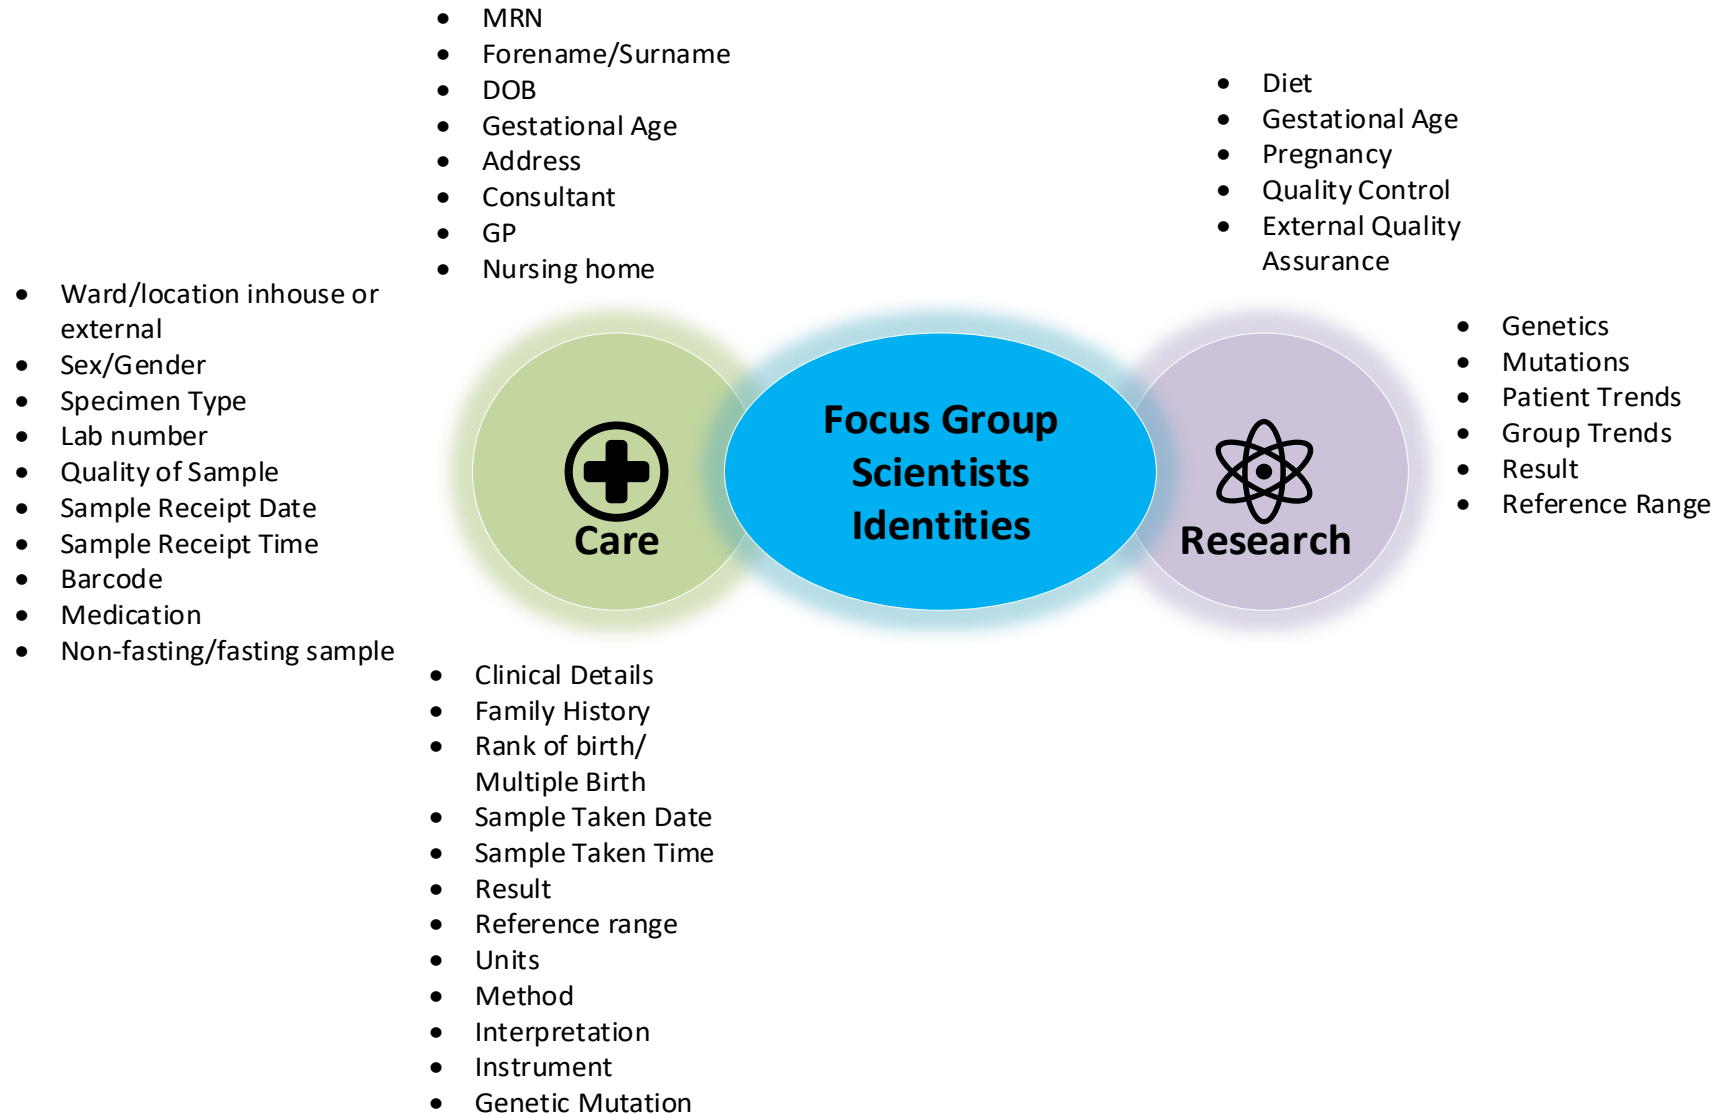 • MRN
• Forename/Surname
• DOB
• Gestational Age
• Address
• Consultant
• GP
• Nursing home
• Diet
• Gestational Age
• Pregnancy
• Quality Control
• External Quality
Assurance
• Ward/location inhouse or
external
• Sex/Gender
• Specimen Type
• Lab number
• Quality of Sample
• Sample Receipt Date
• Sample Receipt Time
• Barcode
• Medication
• Non-fasting/fasting sample
Care
Focus Group
Scientists
Identities
Research
• Genetics
• Mutations
• Patient Trends
• Group Trends
• Result
• Reference Range
• Clinical Details
• Family History
• Rank of birth/
Multiple Birth
• Sample Taken Date
• Sample Taken Time
• Result
• Reference range
• Units
• Method
• Interpretation
• Instrument
• Genetic Mutation